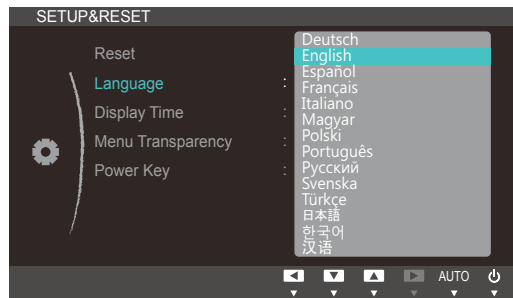 SETUP&RESET
Reset
Language :
Display Time :
Menu Transparency :
Power Key :
Deutsch
English
Español
Français
Italiano
Magyar
Polski
Português
Русский
Svenska
Türkçe
日本語
한국어
汉语
AUTO